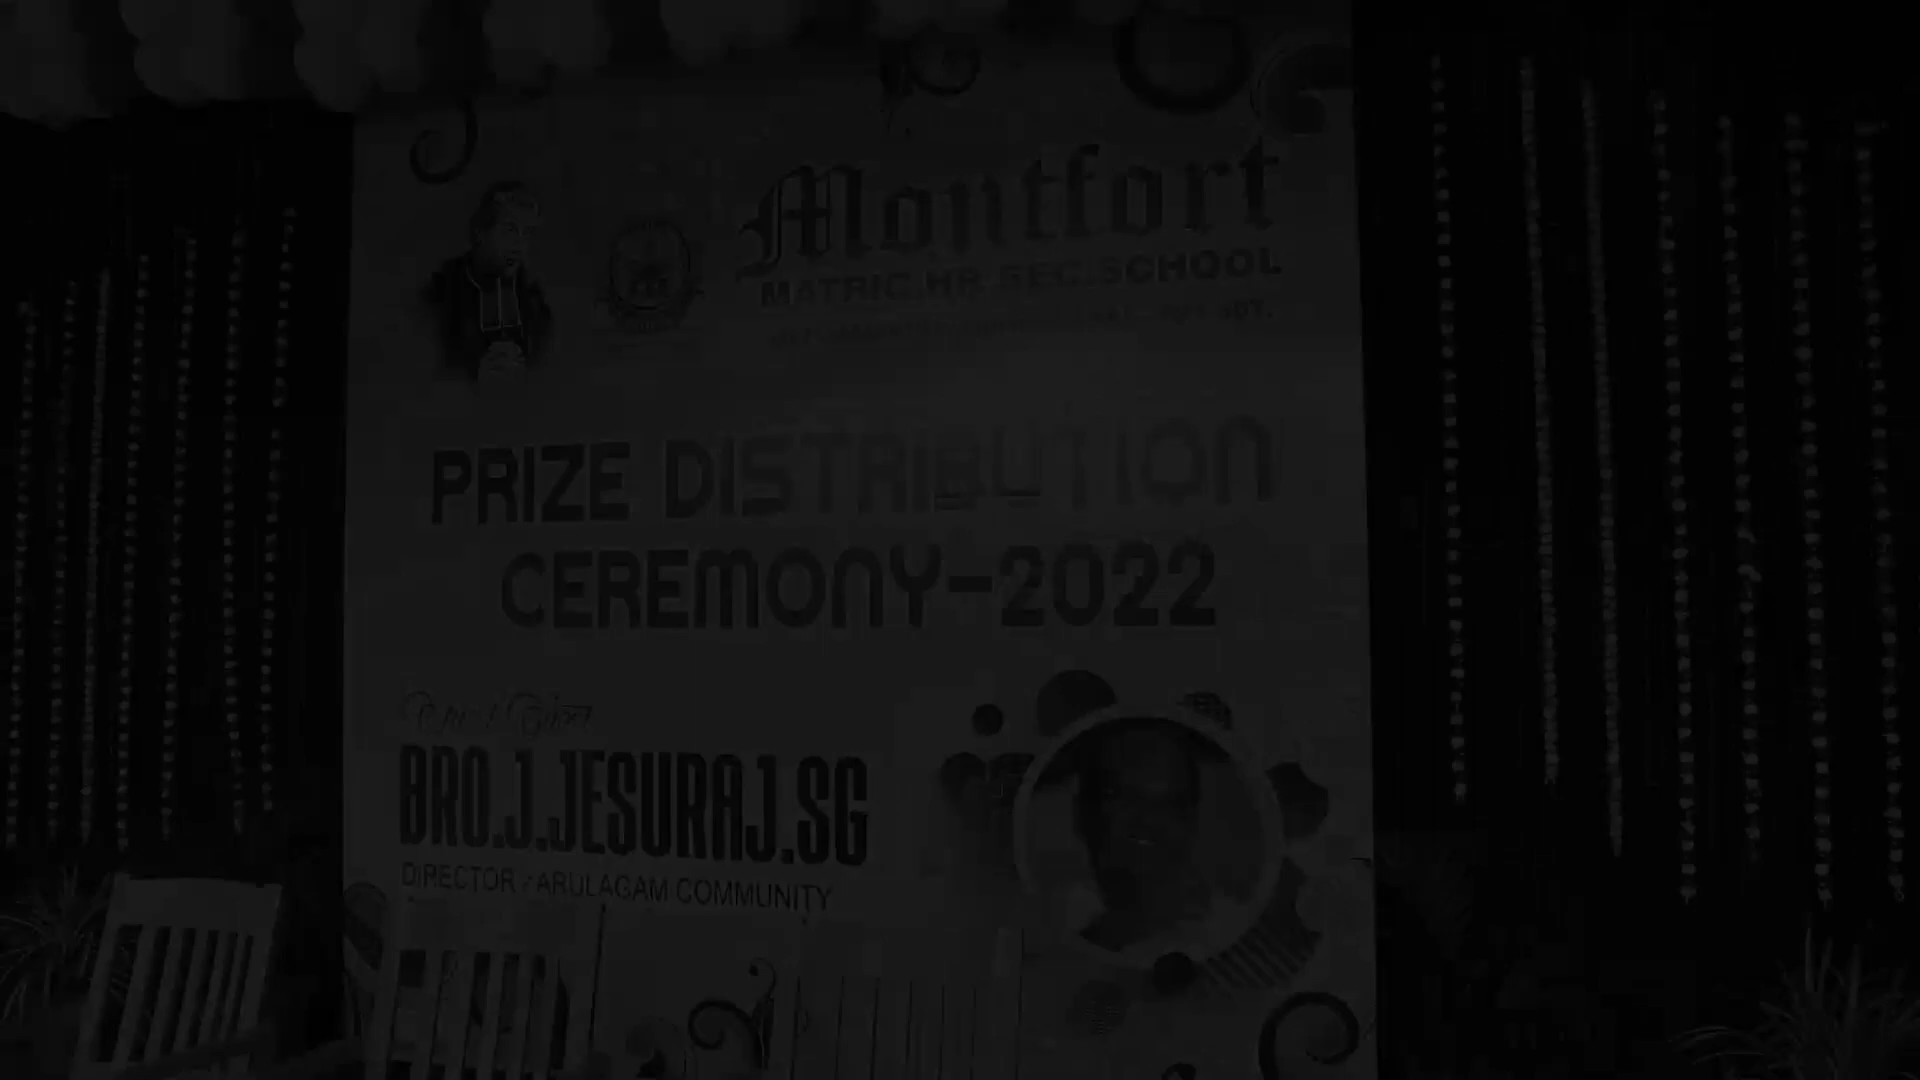 Montfort
MATRIC.HR.SEC.SCHOOL
PRIZE DISTRIBUTION
CEREMONY-2022
BRO.J.JESURAJ.SG
DIRECTOR - ARULAGAM COMMUNITY